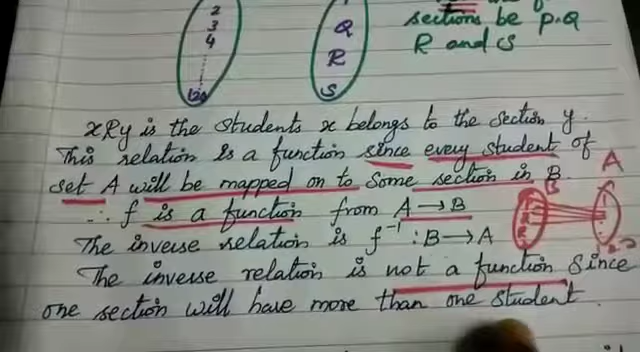 2
3
4
Q
R
S
sections be P.Q
R and S
xRy is the students x belongs to the section y.
This relation is a function since every student of
set A will be mapped on to some section in B.
∴ f is a function from A → B
B
A
The inverse relation is f⁻¹ : B → A
The inverse relation is not a function since
one section will have more than one student.